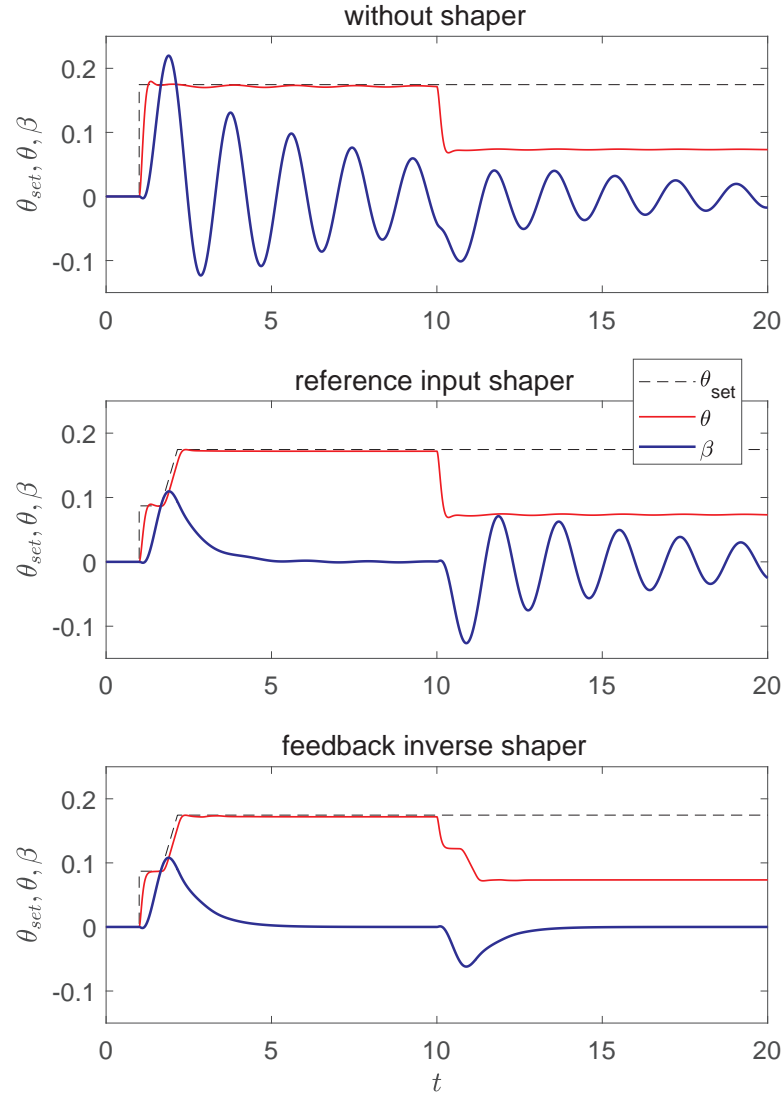 without shaper
θset, θ, β
0.2
0.1
0
-0.1
0 5 10 15 20
reference input shaper
θset, θ, β
0.2
0.1
0
-0.1
θset
θ
β
0 5 10 15 20
feedback inverse shaper
θset, θ, β
0.2
0.1
0
-0.1
0 5 10 15 20
t